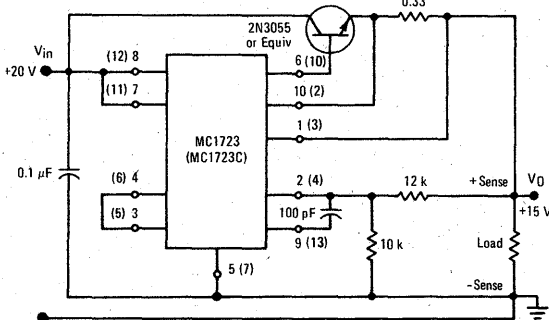 0.33
2N3055
or Equiv
Vin
+20 V
(12) 8
(11) 7
6 (10)
10 (2)
1 (3)
MC1723
(MC1723C)
(6) 4
(5) 3
0.1 μF
2 (4)
100 pF
9 (13)
12 k
10 k
+Sense
VO
+15 V
Load
5 (7)
-Sense